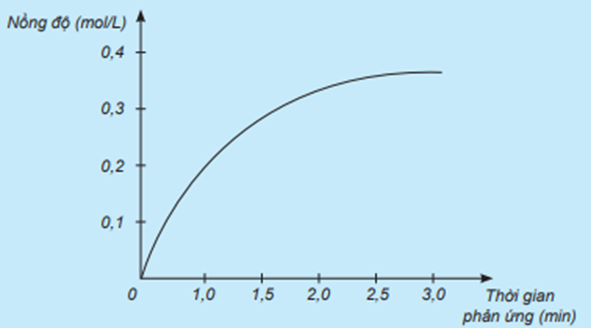 Nồng độ (mol/L)
0,4
0,3
0,2
0,1
0 1,0 1,5 2,0 2,5 3,0 Thời gian
phản ứng (min)